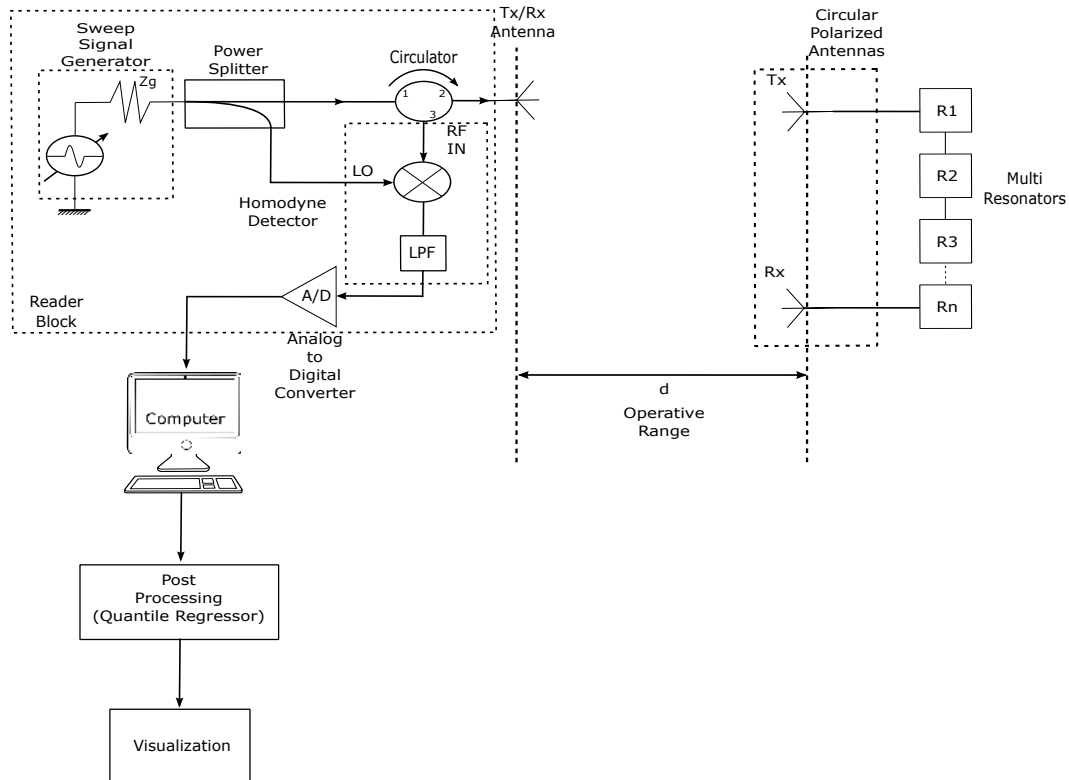 Sweep
Signal
Generator
Zg
Power
Splitter
Circulator
1
2
3
Tx/Rx
Antenna
RF
IN
LO
Homodyne
Detector
LPF
A/D
Reader
Block
Analog
to
Digital
Converter
Circular
Polarized
Antennas
Tx
Rx
R1
R2
R3
Rn
Multi
Resonators
d
Operative
Range
Computer
Post
Processing
(Quantile Regressor)
Visualization